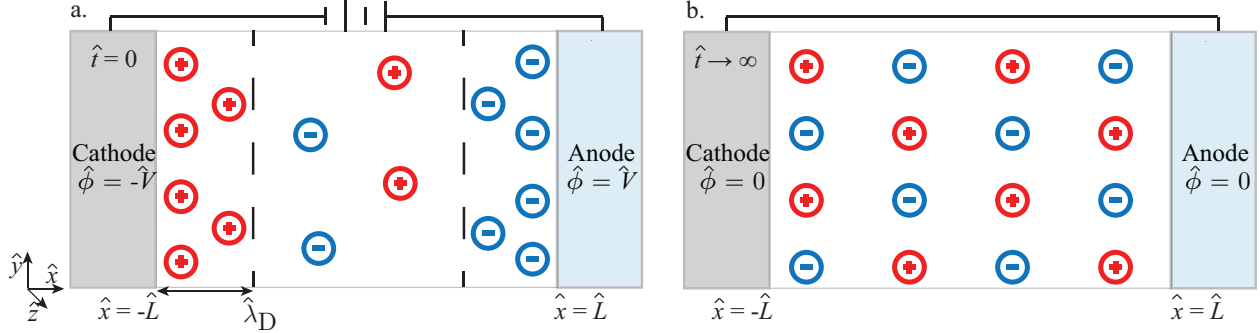 a.
t̂ = 0
Cathode
ϕ̂ = -V̂
Anode
ϕ̂ = V̂
ŷ
x̂
ẑ
x̂ = -L̂
λ̂D
x̂ = L̂
b.
t̂ → ∞
Cathode
ϕ̂ = 0
Anode
ϕ̂ = 0
x̂ = -L̂
x̂ = L̂